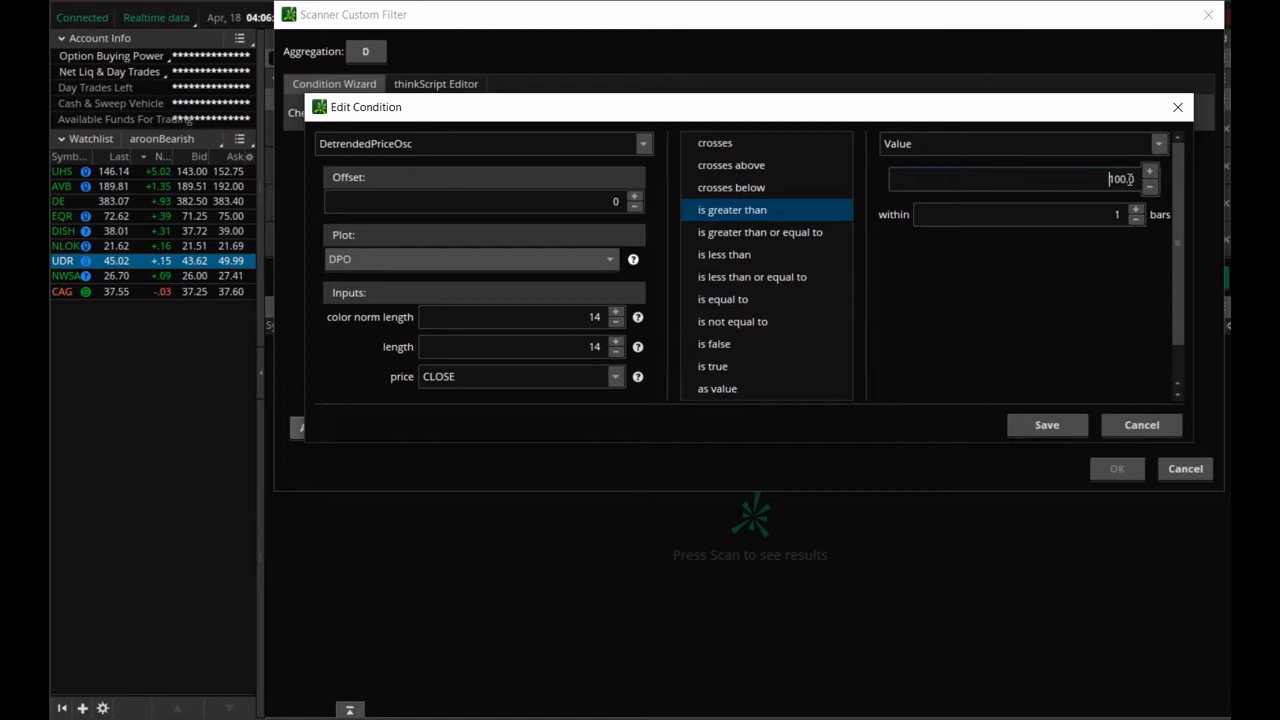 Connected Realtime data Apr, 18 04:06:
Scanner Custom Filter
Account Info
Option Buying Power **************
Net Liq & Day Trades **************
Day Trades Left **************
Cash & Sweep Vehicle **************
Available Funds For Trading **************
Watchlist aroonBearish
Symb... Last N... Bid Ask
UHS 146.14 +5.02 143.00 152.75
AVB 189.81 +1.35 189.51 192.00
DE 383.07 +.93 382.50 383.40
EQR 72.62 +.39 71.25 75.00
DISH 38.01 +.31 37.72 39.00
NLOK 21.62 +.16 21.51 21.69
UDR 45.02 +.15 43.62 49.99
NWSA 26.70 +.09 26.00 27.41
CAG 37.55 -.03 37.25 37.60
Aggregation: D
Condition Wizard thinkScript Editor
Edit Condition
DetrendedPriceOsc
Offset:
0
Plot:
DPO
Inputs:
color norm length 14
length 14
price CLOSE
crosses
crosses above
crosses below
is greater than
is greater than or equal to
is less than
is less than or equal to
is equal to
is not equal to
is false
is true
as value
Value
100.0
within 1 bars
Save Cancel
OK Cancel
Press Scan to see results